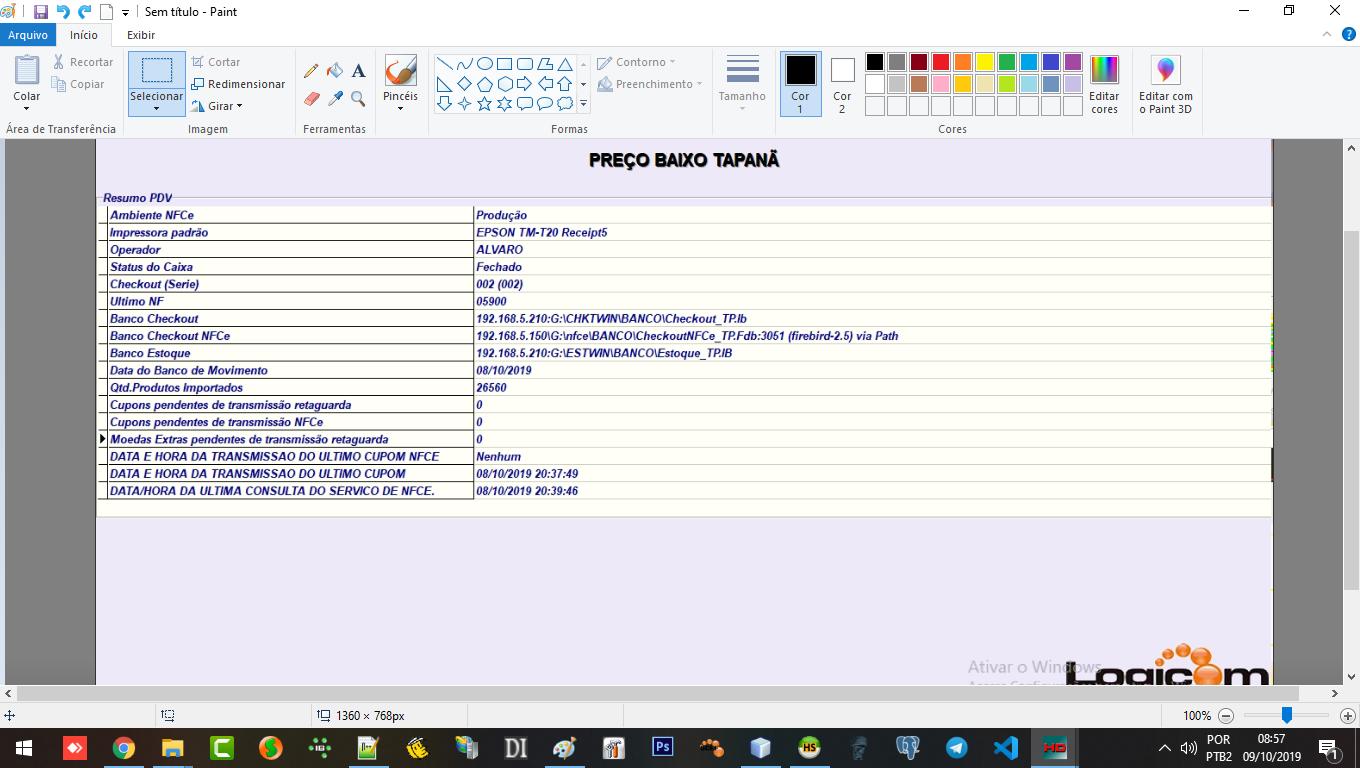 Sem título - Paint
Arquivo Início Exibir
Colar
Recortar
Copiar
Área de Transferência
Selecionar
Cortar
Redimensionar
Girar
Imagem
A
Ferramentas
Pincéis
Contorno
Preenchimento
Formas
Tamanho
Cor 1
Cor 2
Editar cores
Cores
Editar com o Paint 3D
PREÇO BAIXO TAPANÃ
Resumo PDV
Ambiente NFCe Produção
Impressora padrão EPSON TM-T20 Receipt5
Operador ALVARO
Status do Caixa Fechado
Checkout (Serie) 002 (002)
Ultimo NF 05900
Banco Checkout 192.168.5.210:G:\CHKTWIN\BANCO\Checkout_TP.Ib
Banco Checkout NFCe 192.168.5.150\G:\nfce\BANCO\CheckoutNFCe_TP.Fdb:3051 (firebird-2.5) via Path
Banco Estoque 192.168.5.210:G:\ESTWIN\BANCO\Estoque_TP.IB
Data do Banco de Movimento 08/10/2019
Qtd.Produtos Importados 26560
Cupons pendentes de transmissão retaguarda 0
Cupons pendentes de transmissão NFCe 0
Moedas Extras pendentes de transmissão retaguarda 0
DATA E HORA DA TRANSMISSAO DO ULTIMO CUPOM NFCE Nenhum
DATA E HORA DA TRANSMISSAO DO ULTIMO CUPOM 08/10/2019 20:37:49
DATA/HORA DA ULTIMA CONSULTA DO SERVICO DE NFCE. 08/10/2019 20:39:46
Ativar o Windows
Logicom
1360 × 768px
100%
DI
Ps
HS
HD
POR
PTB2
08:57
09/10/2019
1